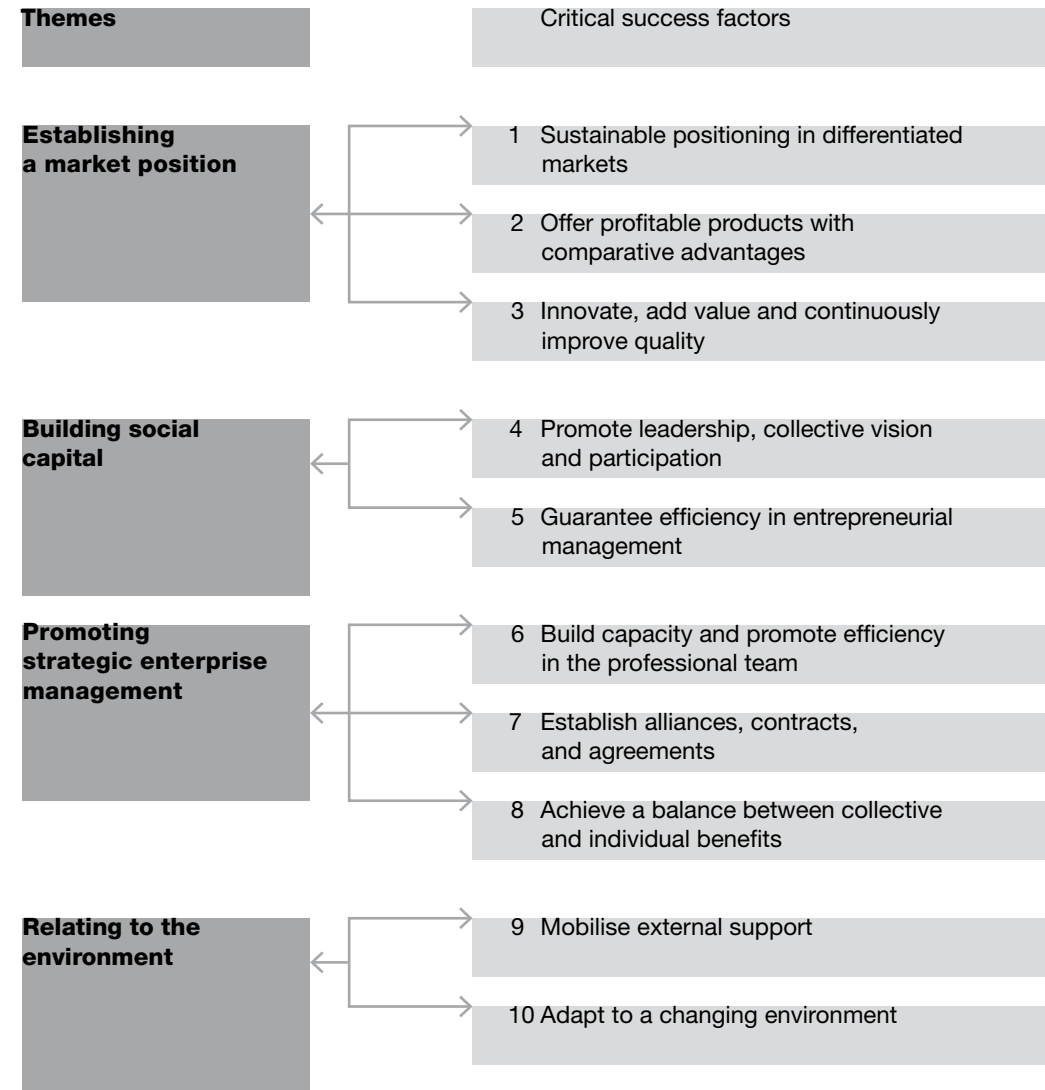 Themes
Critical success factors
Establishing
a market position
1 Sustainable positioning in differentiated
markets
2 Offer profitable products with
comparative advantages
3 Innovate, add value and continuously
improve quality
Building social
capital
4 Promote leadership, collective vision
and participation
5 Guarantee efficiency in entrepreneurial
management
Promoting
strategic enterprise
management
6 Build capacity and promote efficiency
in the professional team
7 Establish alliances, contracts,
and agreements
8 Achieve a balance between collective
and individual benefits
Relating to the
environment
9 Mobilise external support
10 Adapt to a changing environment